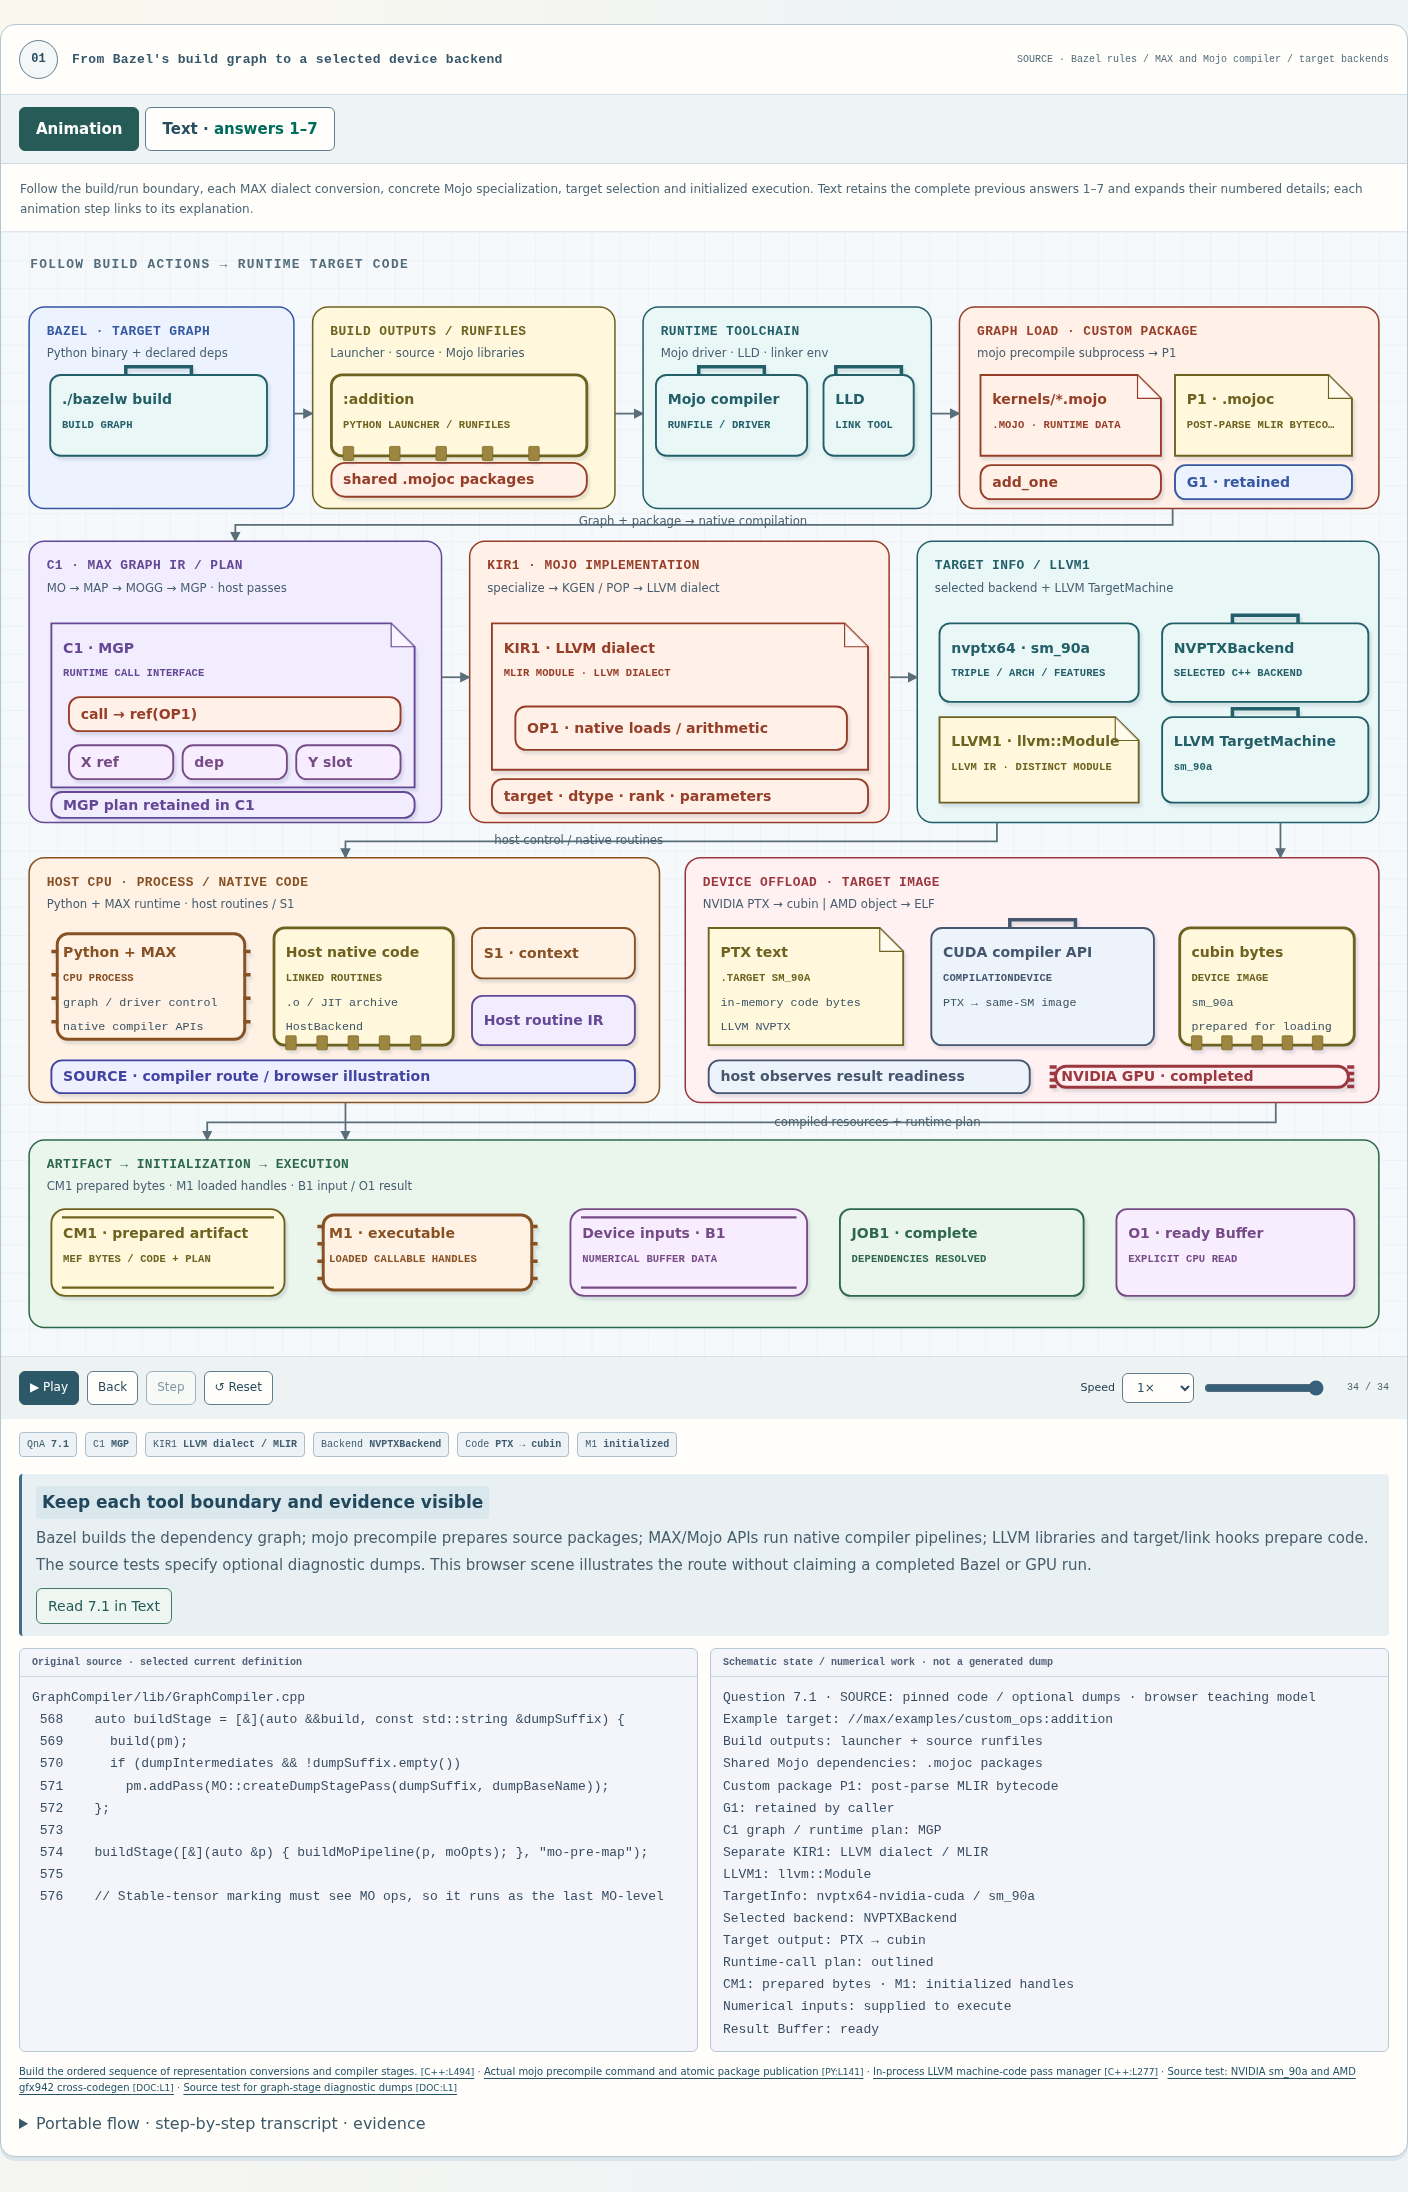 01 From Bazel's build graph to a selected device backend
SOURCE · Bazel rules / MAX and Mojo compiler / target backends
Animation
Text · answers 1–7
Follow the build/run boundary, each MAX dialect conversion, concrete Mojo specialization, target selection and initialized execution. Text retains the complete previous answers 1–7 and expands their numbered details; each
animation step links to its explanation.
FOLLOW BUILD ACTIONS → RUNTIME TARGET CODE
BAZEL · TARGET GRAPH
Python binary + declared deps
./bazelw build
BUILD GRAPH
BUILD OUTPUTS / RUNFILES
Launcher · source · Mojo libraries
:addition
PYTHON LAUNCHER / RUNFILES
shared .mojoc packages
RUNTIME TOOLCHAIN
Mojo driver · LLD · linker env
Mojo compiler
RUNFILE / DRIVER
LLD
LINK TOOL
GRAPH LOAD · CUSTOM PACKAGE
mojo precompile subprocess → P1
kernels/*.mojo
.MOJO · RUNTIME DATA
P1 · .mojoc
POST-PARSE MLIR BYTECO…
add_one
G1 · retained
Graph + package → native compilation
C1 · MAX GRAPH IR / PLAN
MO → MAP → MOGG → MGP · host passes
C1 · MGP
RUNTIME CALL INTERFACE
call → ref(OP1)
X ref
dep
Y slot
MGP plan retained in C1
KIR1 · MOJO IMPLEMENTATION
specialize → KGEN / POP → LLVM dialect
KIR1 · LLVM dialect
MLIR MODULE · LLVM DIALECT
OP1 · native loads / arithmetic
target · dtype · rank · parameters
TARGET INFO / LLVM1
selected backend + LLVM TargetMachine
nvptx64 · sm_90a
TRIPLE / ARCH / FEATURES
NVPTXBackend
SELECTED C++ BACKEND
LLVM1 · llvm::Module
LLVM IR · DISTINCT MODULE
LLVM TargetMachine
sm_90a
host control / native routines
HOST CPU · PROCESS / NATIVE CODE
Python + MAX runtime · host routines / S1
Python + MAX
CPU PROCESS
graph / driver control
native compiler APIs
Host native code
LINKED ROUTINES
.o / JIT archive
HostBackend
S1 · context
Host routine IR
SOURCE · compiler route / browser illustration
DEVICE OFFLOAD · TARGET IMAGE
NVIDIA PTX → cubin | AMD object → ELF
PTX text
.TARGET SM_90A
in-memory code bytes
LLVM NVPTX
CUDA compiler API
COMPILATIONDEVICE
PTX → same-SM image
cubin bytes
DEVICE IMAGE
sm_90a
prepared for loading
host observes result readiness
NVIDIA GPU · completed
compiled resources + runtime plan
ARTIFACT → INITIALIZATION → EXECUTION
CM1 prepared bytes · M1 loaded handles · B1 input / O1 result
CM1 · prepared artifact
MEF BYTES / CODE + PLAN
M1 · executable
LOADED CALLABLE HANDLES
Device inputs · B1
NUMERICAL BUFFER DATA
JOB1 · complete
DEPENDENCIES RESOLVED
O1 · ready Buffer
EXPLICIT CPU READ
▶ Play
Back
Step
↺ Reset
Speed
1×
34 / 34
QnA 7.1
C1 MGP
KIR1 LLVM dialect / MLIR
Backend NVPTXBackend
Code PTX → cubin
M1 initialized
Keep each tool boundary and evidence visible
Bazel builds the dependency graph; mojo precompile prepares source packages; MAX/Mojo APIs run native compiler pipelines; LLVM libraries and target/link hooks prepare code.
The source tests specify optional diagnostic dumps. This browser scene illustrates the route without claiming a completed Bazel or GPU run.
Read 7.1 in Text
Original source · selected current definition
GraphCompiler/lib/GraphCompiler.cpp
568    auto buildStage = [&](auto &&build, const std::string &dumpSuffix) {
569      build(pm);
570      if (dumpIntermediates && !dumpSuffix.empty())
571        pm.addPass(MO::createDumpStagePass(dumpSuffix, dumpBaseName));
572    };
573
574    buildStage([&](auto &p) { buildMoPipeline(p, moOpts); }, "mo-pre-map");
575
576    // Stable-tensor marking must see MO ops, so it runs as the last MO-level
Schematic state / numerical work · not a generated dump
Question 7.1 · SOURCE: pinned code / optional dumps · browser teaching model
Example target: //max/examples/custom_ops:addition
Build outputs: launcher + source runfiles
Shared Mojo dependencies: .mojoc packages
Custom package P1: post-parse MLIR bytecode
G1: retained by caller
C1 graph / runtime plan: MGP
Separate KIR1: LLVM dialect / MLIR
LLVM1: llvm::Module
TargetInfo: nvptx64-nvidia-cuda / sm_90a
Selected backend: NVPTXBackend
Target output: PTX → cubin
Runtime-call plan: outlined
CM1: prepared bytes · M1: initialized handles
Numerical inputs: supplied to execute
Result Buffer: ready
Build the ordered sequence of representation conversions and compiler stages. [C++:L494] · Actual mojo precompile command and atomic package publication [PY:L141] · In-process LLVM machine-code pass manager [C++:L277] · Source test: NVIDIA sm_90a and AMD
gfx942 cross-codegen [DOC:L1] · Source test for graph-stage diagnostic dumps [DOC:L1]
▶ Portable flow · step-by-step transcript · evidence